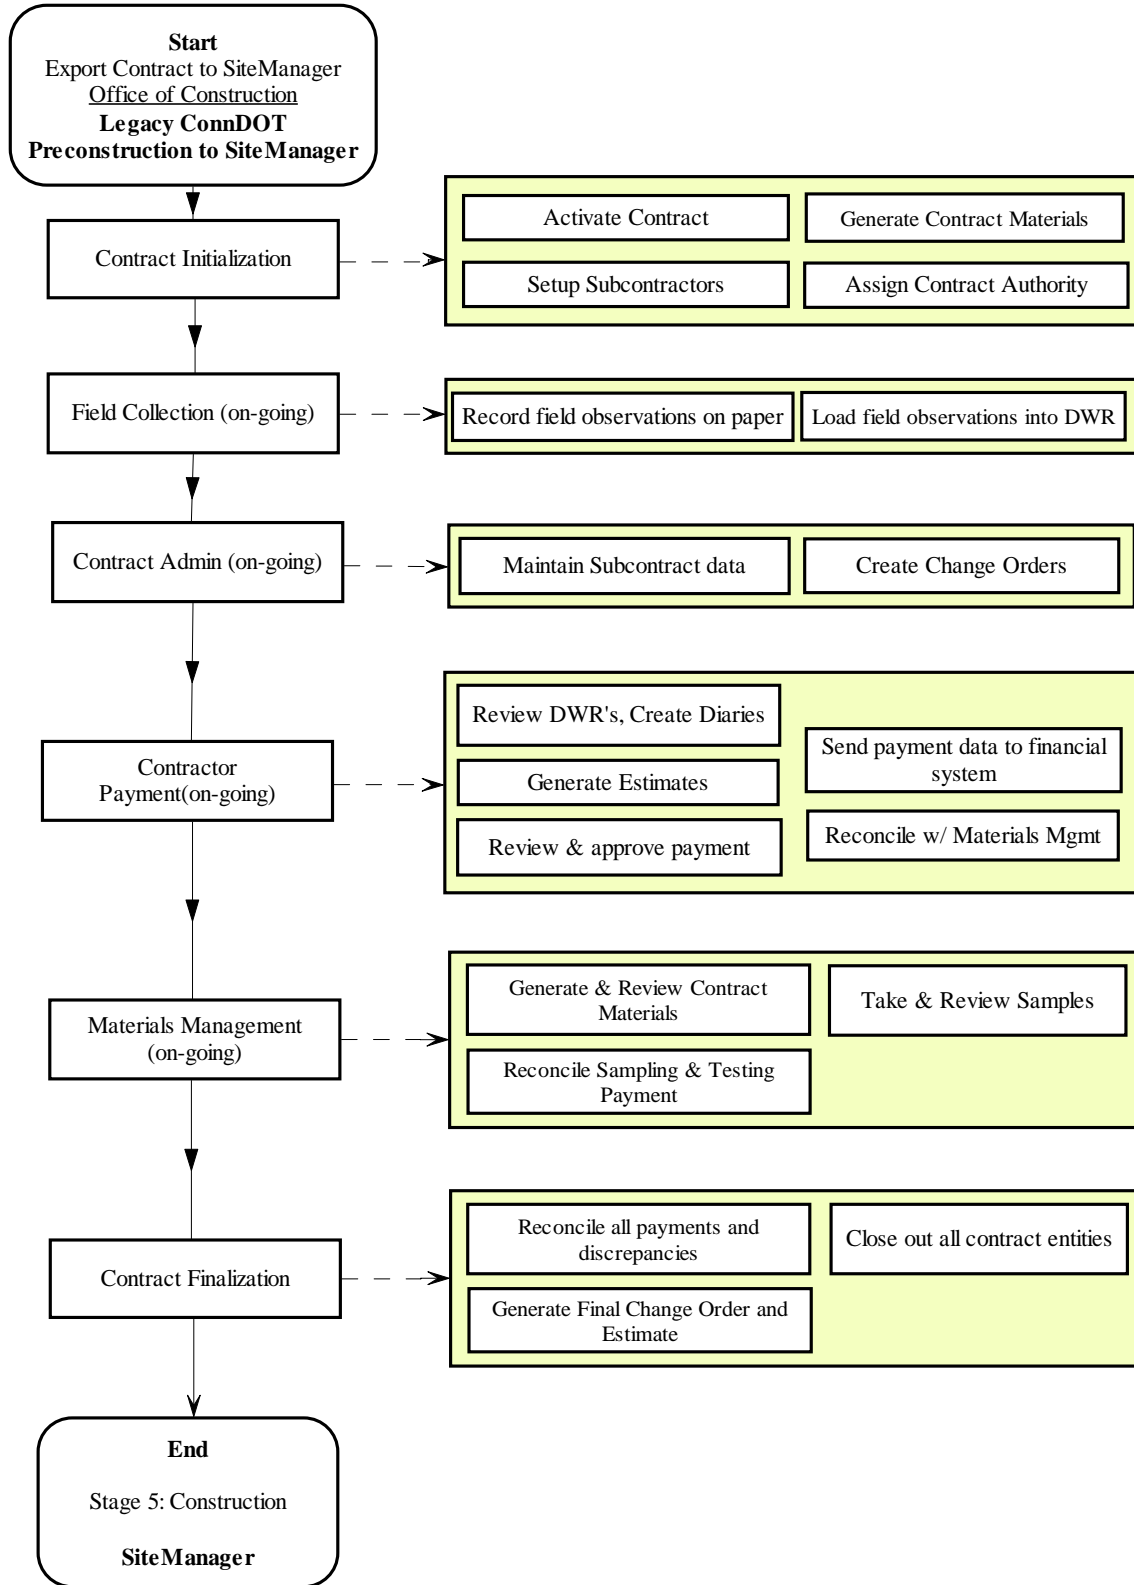 Start
Export Contract to SiteManager
Office of Construction
Legacy ConnDOT
Preconstruction to SiteManager
Contract Initialization
Activate Contract
Generate Contract Materials
Setup Subcontractors
Assign Contract Authority
Field Collection (on-going)
Record field observations on paper
Load field observations into DWR
Contract Admin (on-going)
Maintain Subcontract data
Create Change Orders
Contractor
Payment(on-going)
Review DWR's, Create Diaries
Generate Estimates
Review & approve payment
Send payment data to financial
system
Reconcile w/ Materials Mgmt
Materials Management
(on-going)
Generate & Review Contract
Materials
Take & Review Samples
Reconcile Sampling & Testing
Payment
Contract Finalization
Reconcile all payments and
discrepancies
Close out all contract entities
Generate Final Change Order and
Estimate
End
Stage 5: Construction
SiteManager